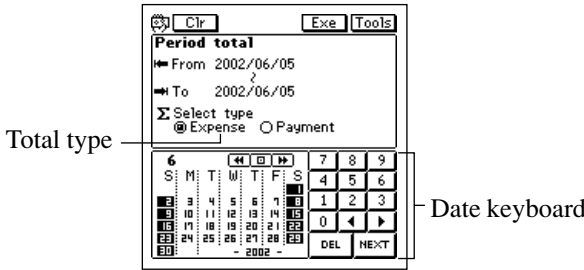 Clr Exe Tools
Period total
From 2002/06/05
~
To 2002/06/05
Σ Select type
Expense Payment
Total type
6
S M T W T F S
1
2 3 4 5 6 7 8
9 10 11 12 13 14 15
16 17 18 19 20 21 22
23 24 25 26 27 28 29
30 - 2002 -
7 8 9
4 5 6
1 2 3
0
DEL NEXT
Date keyboard